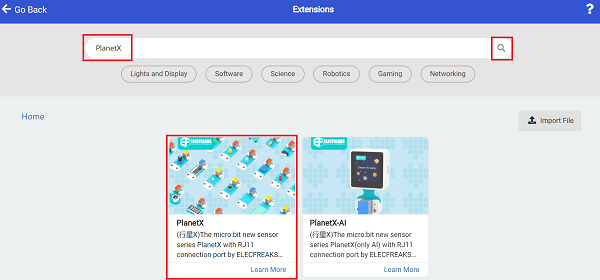 Go Back
Extensions
?
PlanetX
Lights and Display
Software
Science
Robotics
Gaming
Networking
Home
Import File
ELECFREAKS
PlanetX
(行星X)The micro:bit new sensor
series PlanetX with RJ11
connection port by ELECFREAKS...
Learn More
ELECFREAKS
PlanetX-AI
(行星X)The micro:bit new sensor
series PlanetX(only AI) with RJ11
connection port by ELECFREAKS...
Learn More